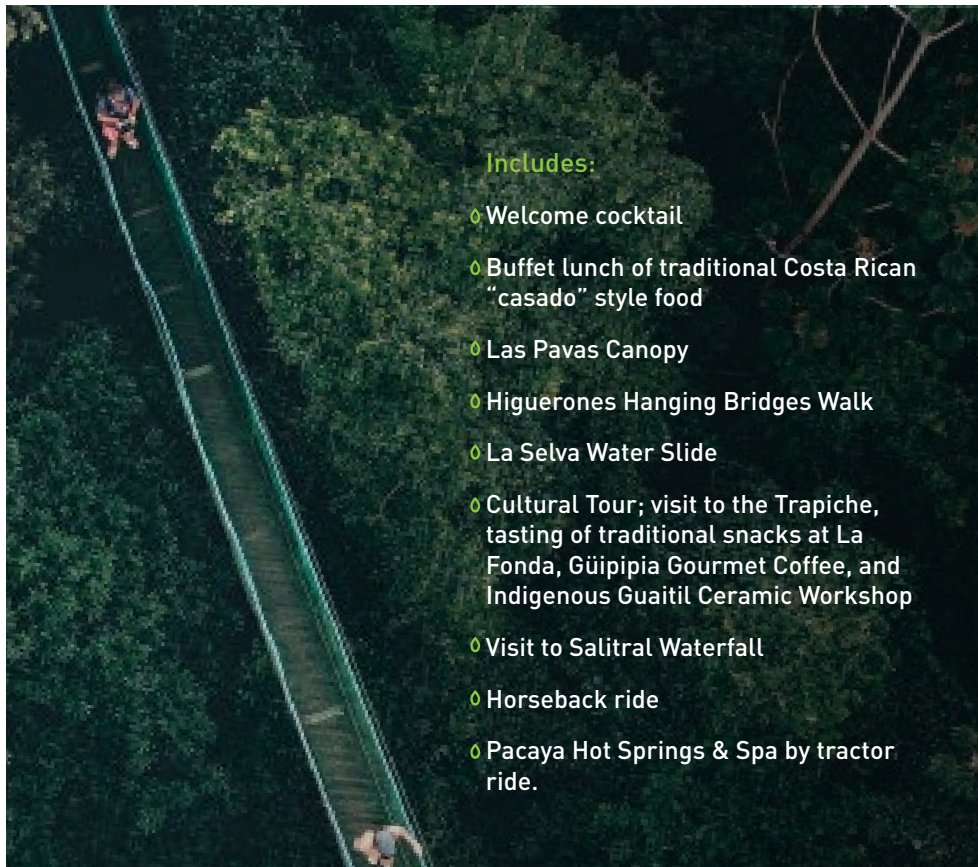 Includes:
Welcome cocktail
Buffet lunch of traditional Costa Rican
“casado” style food
Las Pavas Canopy
Higuerones Hanging Bridges Walk
La Selva Water Slide
Cultural Tour; visit to the Trapiche,
tasting of traditional snacks at La
Fonda, Güipipia Gourmet Coffee, and
Indigenous Guaitil Ceramic Workshop
Visit to Salitral Waterfall
Horseback ride
Pacaya Hot Springs & Spa by tractor
ride.